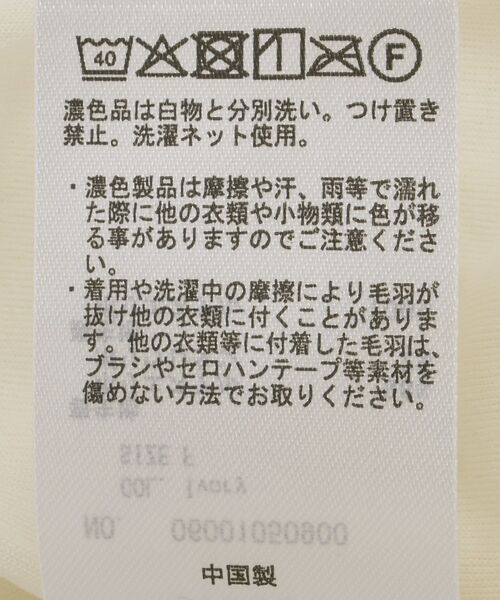 40 F
濃色品は白物と分別洗い。つけ置き
禁止。洗濯ネット使用。
・濃色製品は摩擦や汗、雨等で濡れ
た際に他の衣類や小物類に色が移
る事がありますのでご注意くださ
い。
・着用や洗濯中の摩擦により毛羽が
抜け他の衣類に付くことがありま
す。他の衣類等に付着した毛羽は、
ブラシやセロハンテープ等素材を
傷めない方法でお取りください。
SIZE F
COL. Ivory
NO. 06001050900
中国製